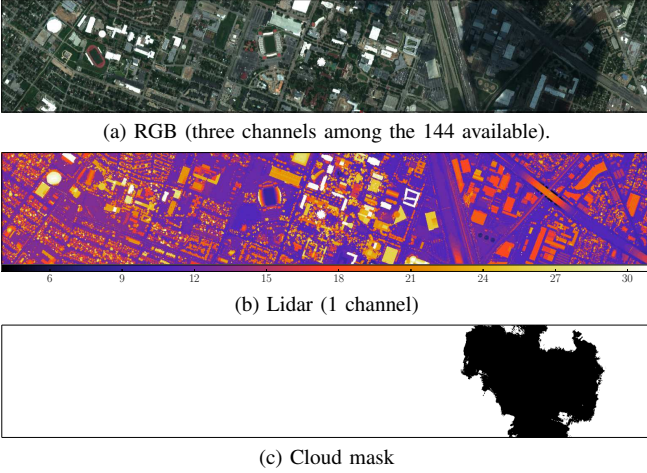 (a) RGB (three channels among the 144 available).
6 9 12 15 18 21 24 27 30
(b) Lidar (1 channel)
(c) Cloud mask